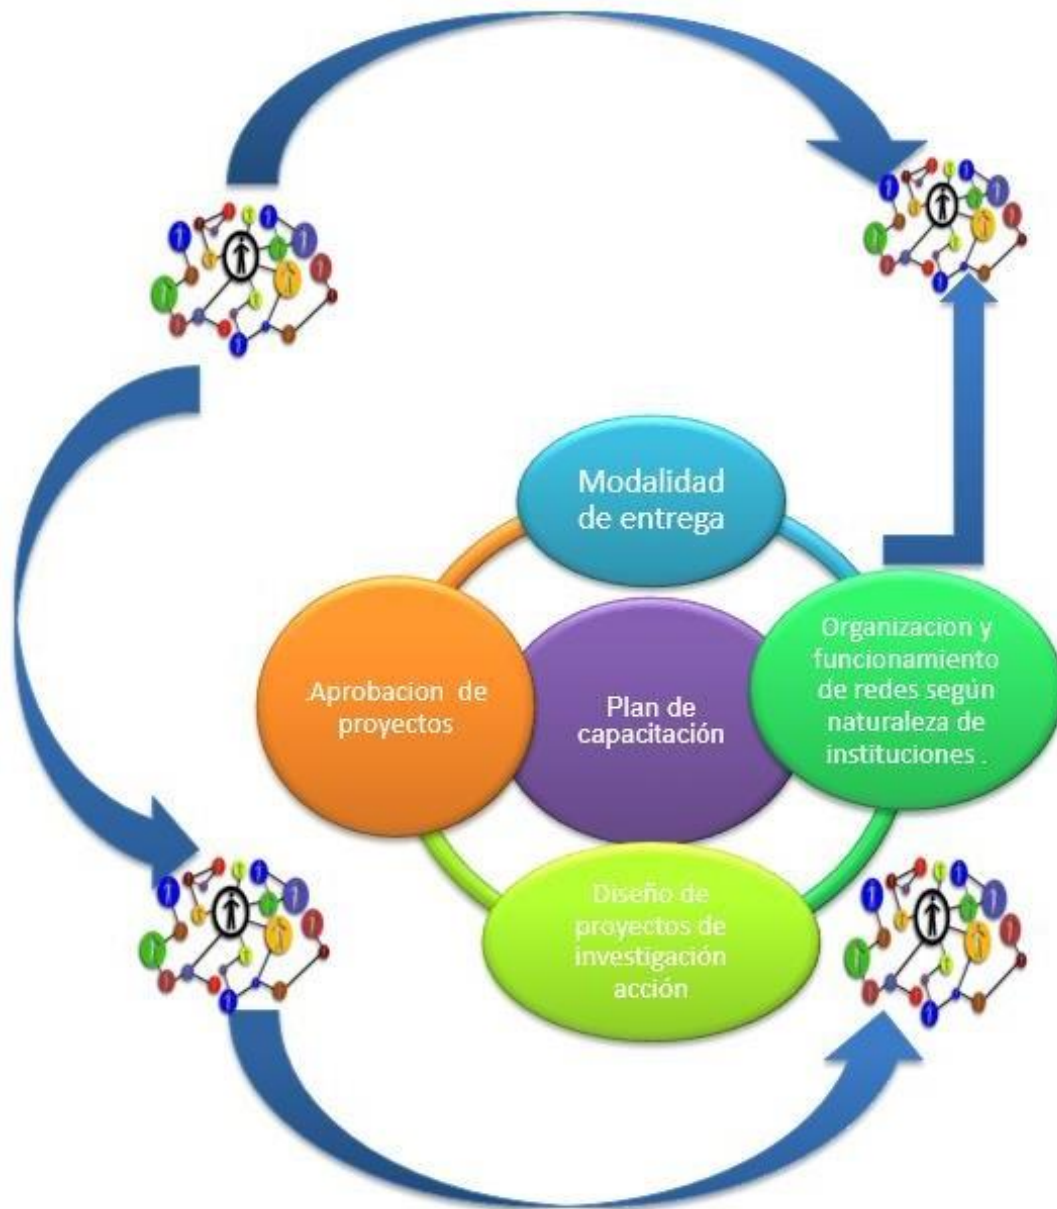 Modalidad
de entrega
Organizacion y
funcionamiento
de redes según
naturaleza de
instituciones .
Aprobacion de
proyectos
Plan de
capacitación
Diseño de
proyectos de
investigación
acción